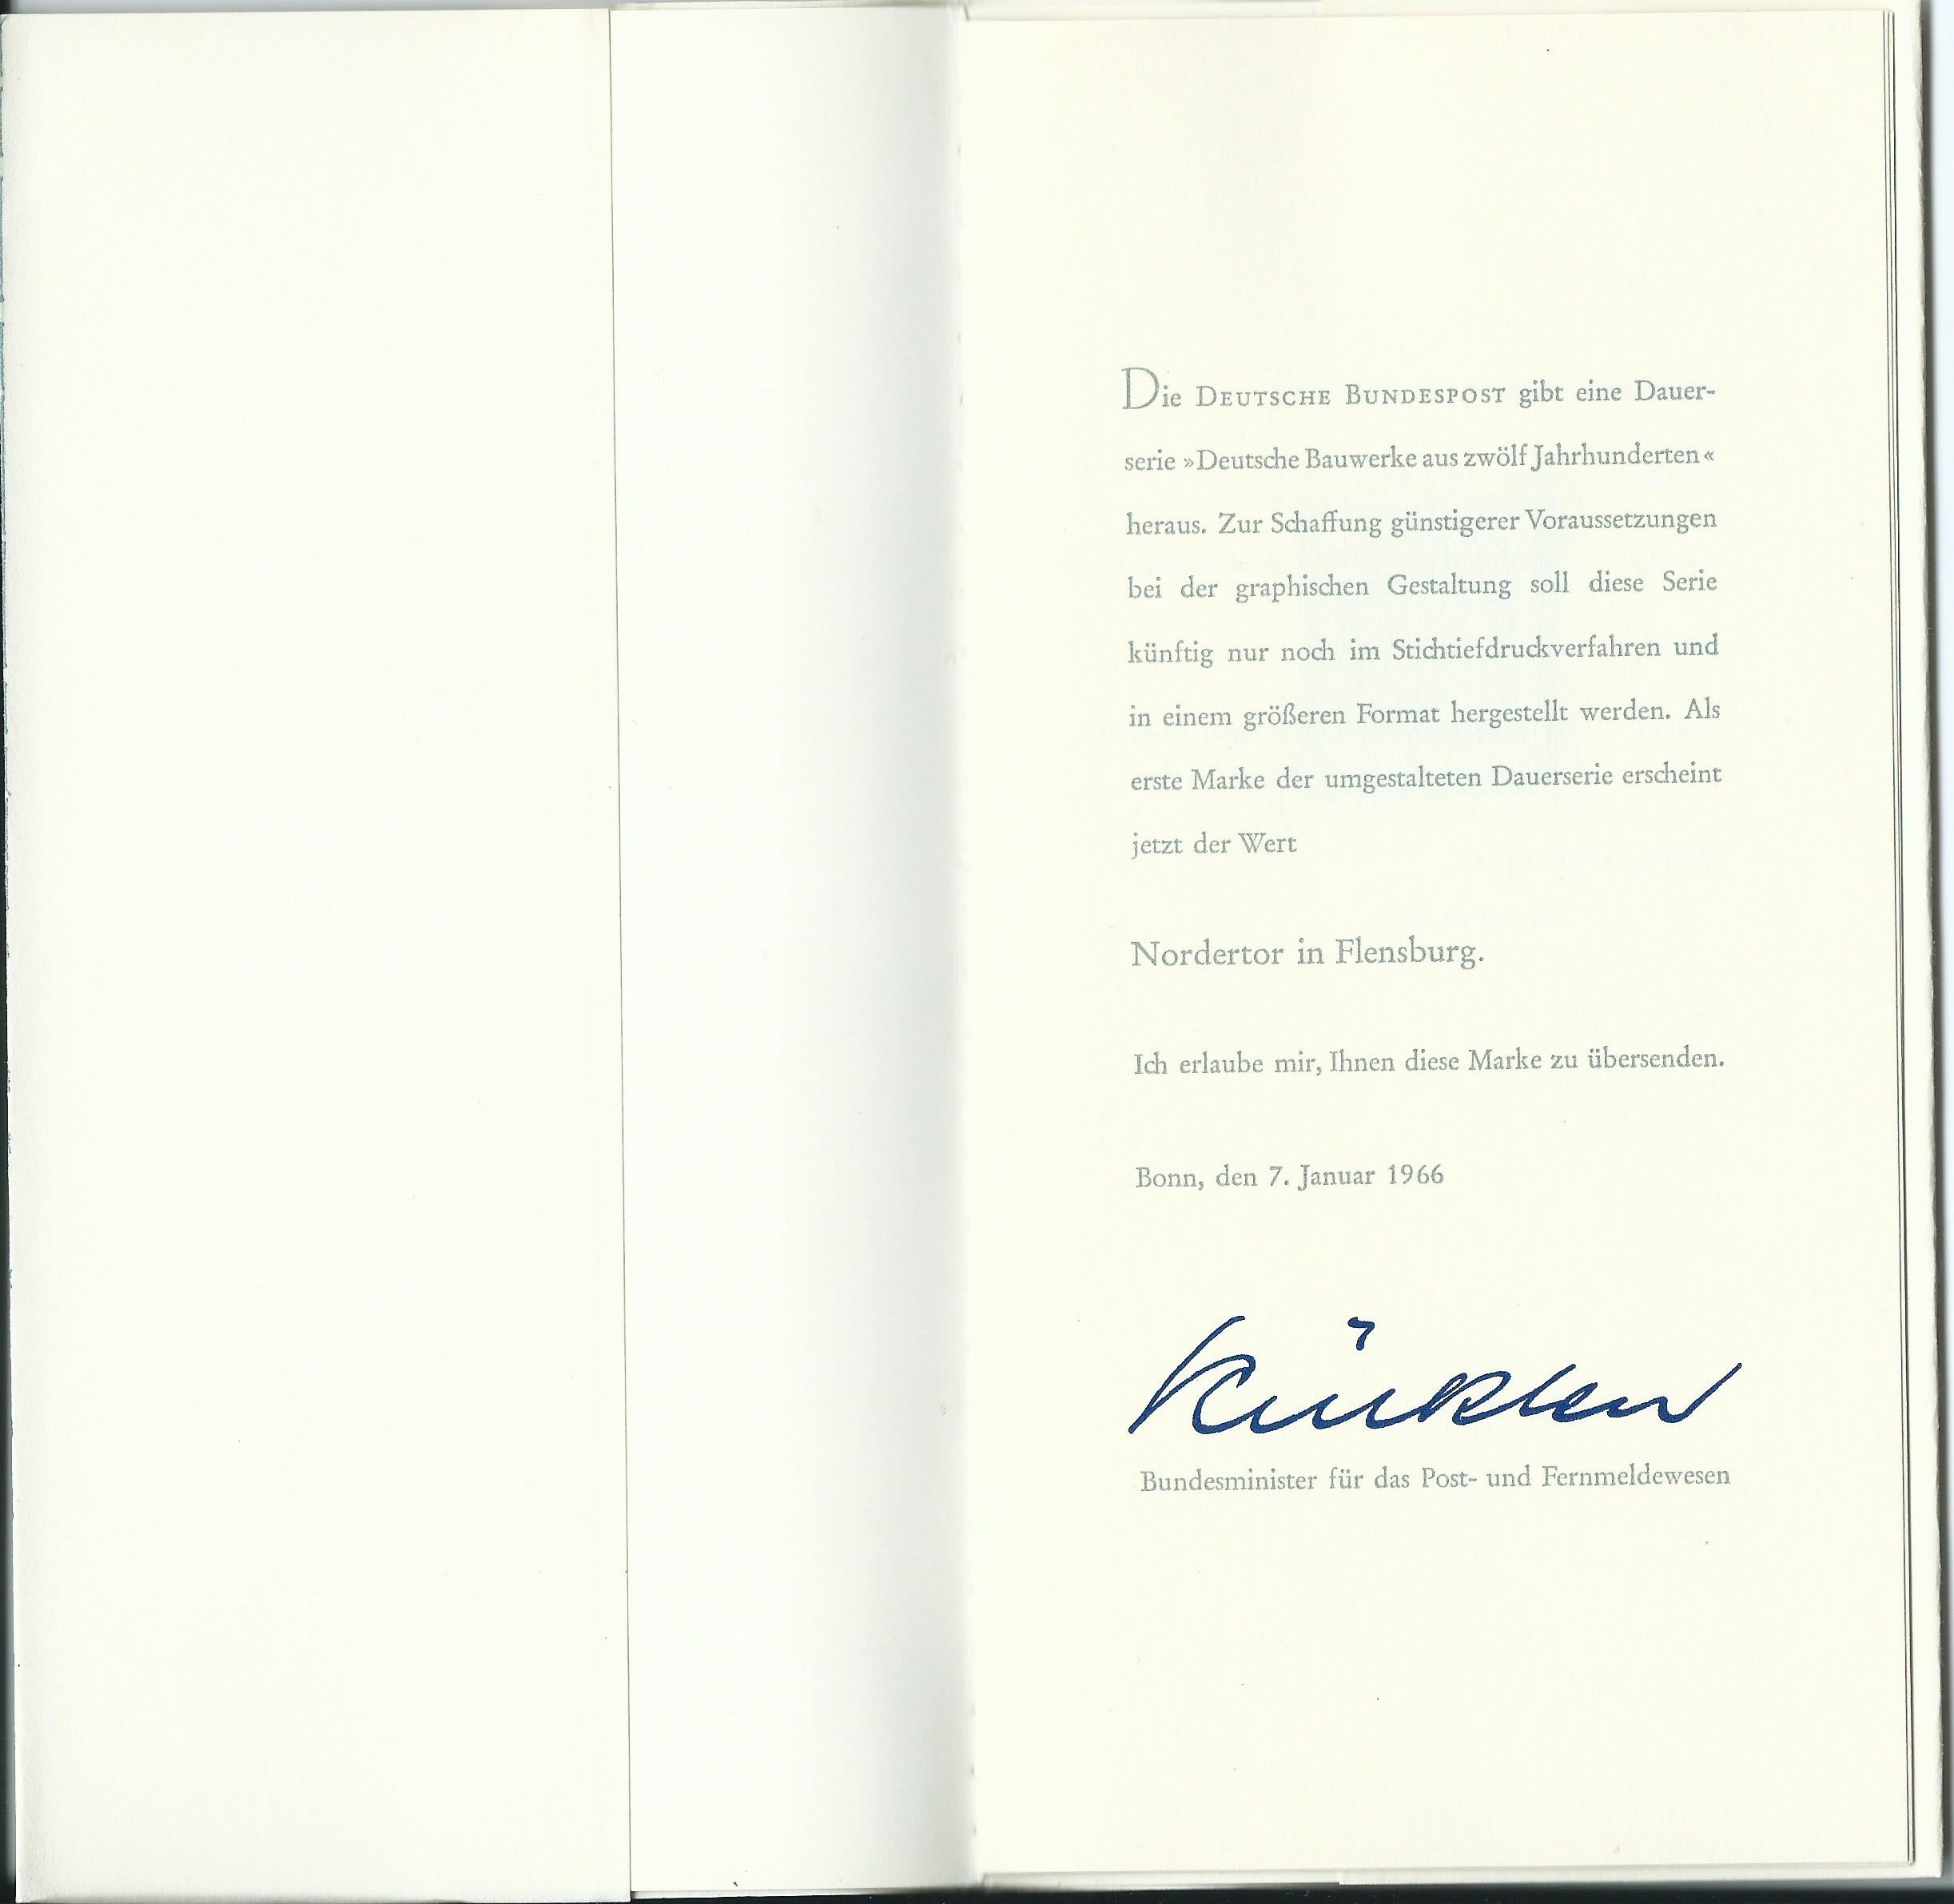 Die DEUTSCHE BUNDESPOST gibt eine Dauer-
serie »Deutsche Bauwerke aus zwölf Jahrhunderten«
heraus. Zur Schaffung günstigerer Voraussetzungen
bei der graphischen Gestaltung soll diese Serie
künftig nur noch im Stichtiefdruckverfahren und
in einem größeren Format hergestellt werden. Als
erste Marke der umgestalteten Dauerserie erscheint
jetzt der Wert
Nordertor in Flensburg.
Ich erlaube mir, Ihnen diese Marke zu übersenden.
Bonn, den 7. Januar 1966
Stücklen
Bundesminister für das Post- und Fernmeldewesen